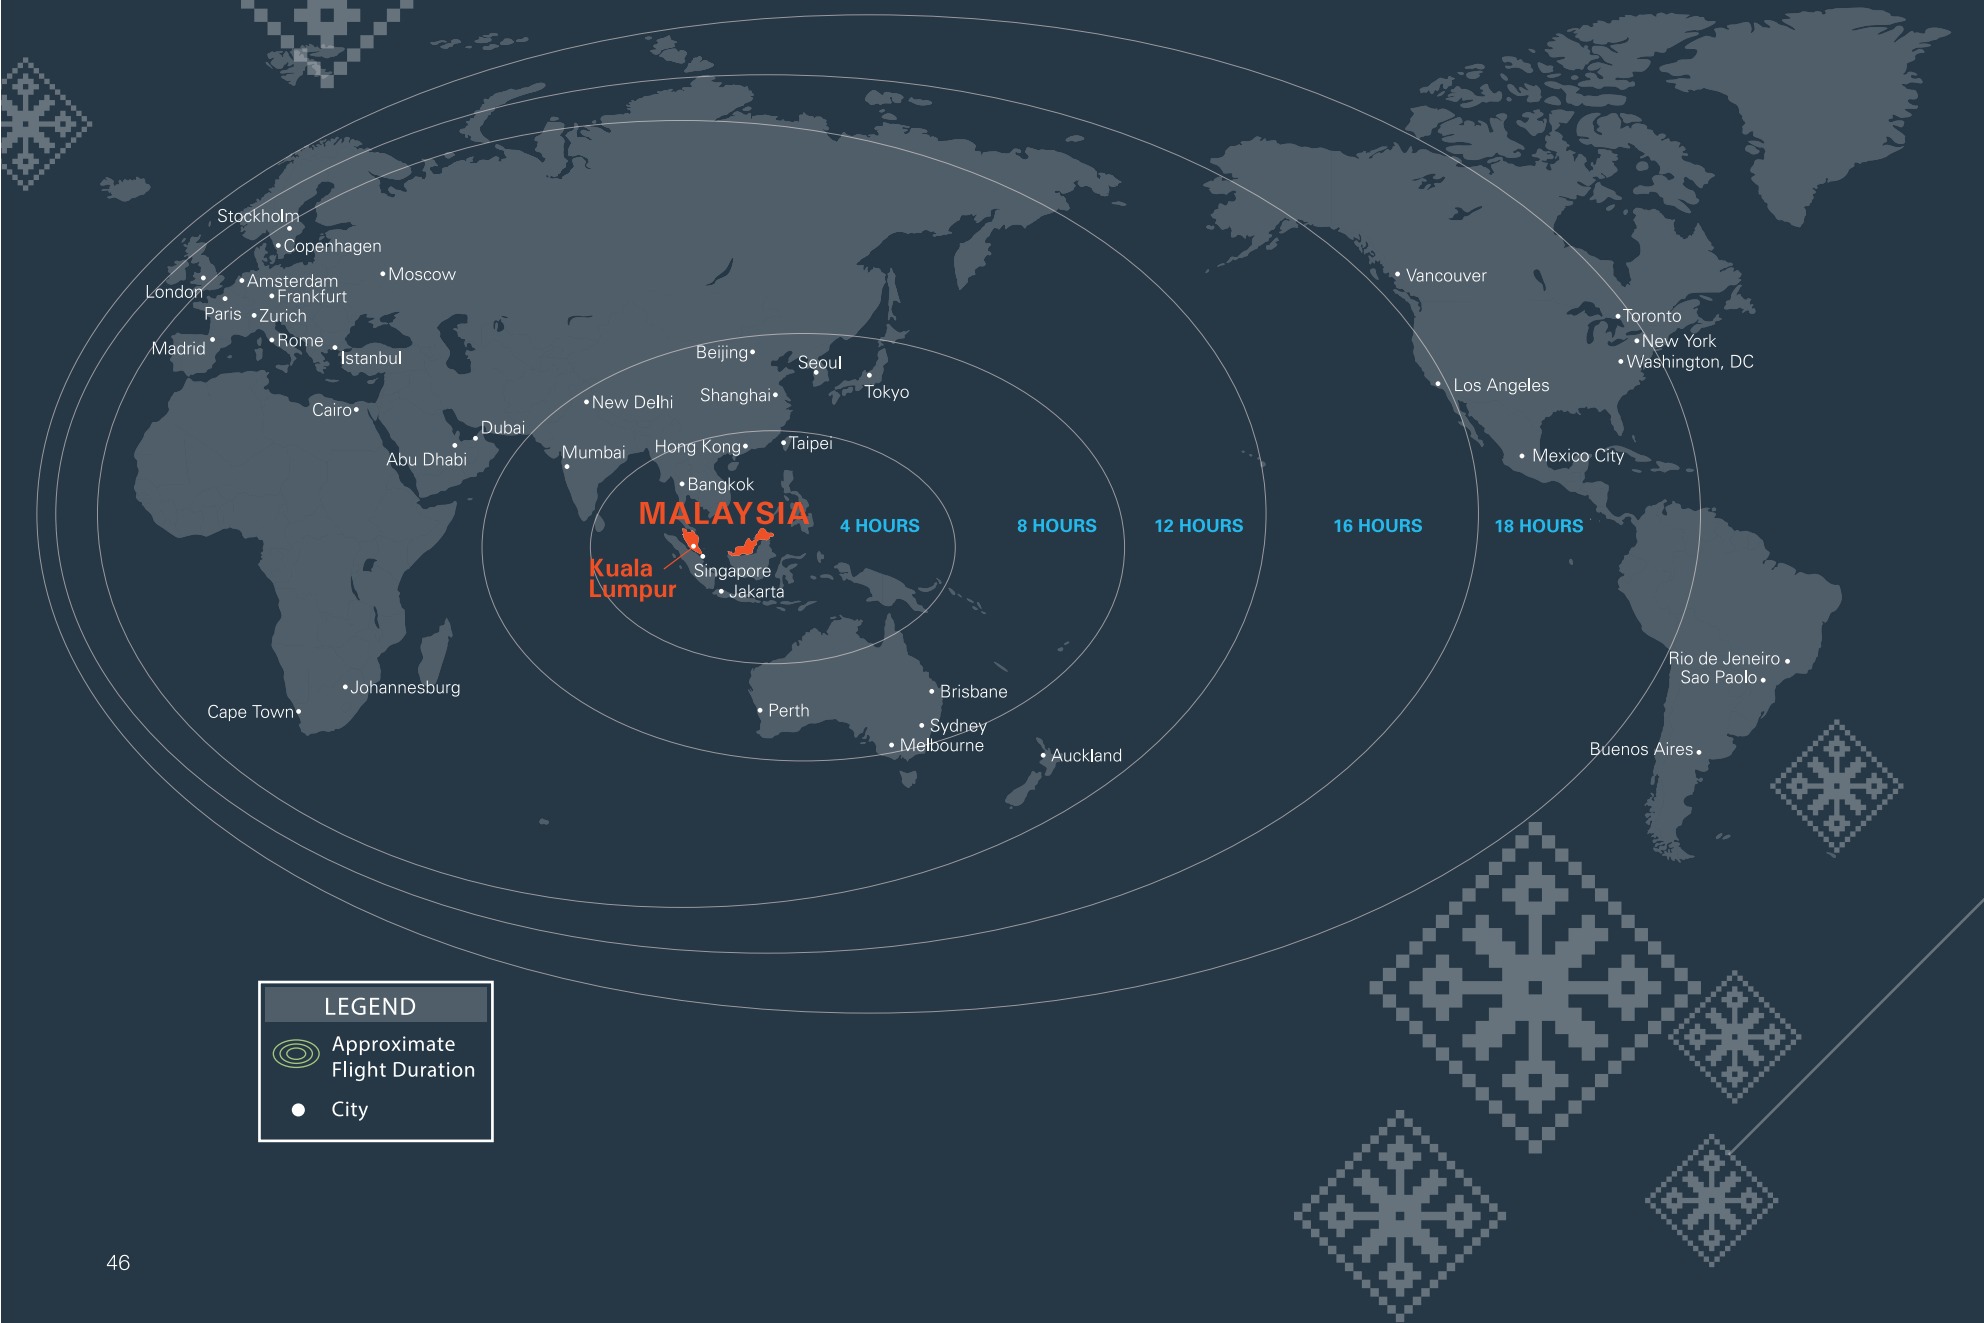 Stockholm
Copenhagen
Moscow
Amsterdam
London
Frankfurt
Paris
Zurich
Madrid
Rome
Istanbul
Cairo
Dubai
Abu Dhabi
Johannesburg
Cape Town
Beijing
Seoul
Tokyo
New Delhi
Shanghai
Hong Kong
Taipei
Mumbai
Bangkok
MALAYSIA
Kuala
Lumpur
Singapore
Jakarta
4 HOURS
8 HOURS
12 HOURS
16 HOURS
18 HOURS
Brisbane
Perth
Sydney
Melbourne
Auckland
Vancouver
Toronto
New York
Washington, DC
Los Angeles
Mexico City
Rio de Jeneiro
Sao Paolo
Buenos Aires
LEGEND
Approximate
Flight Duration
City
46